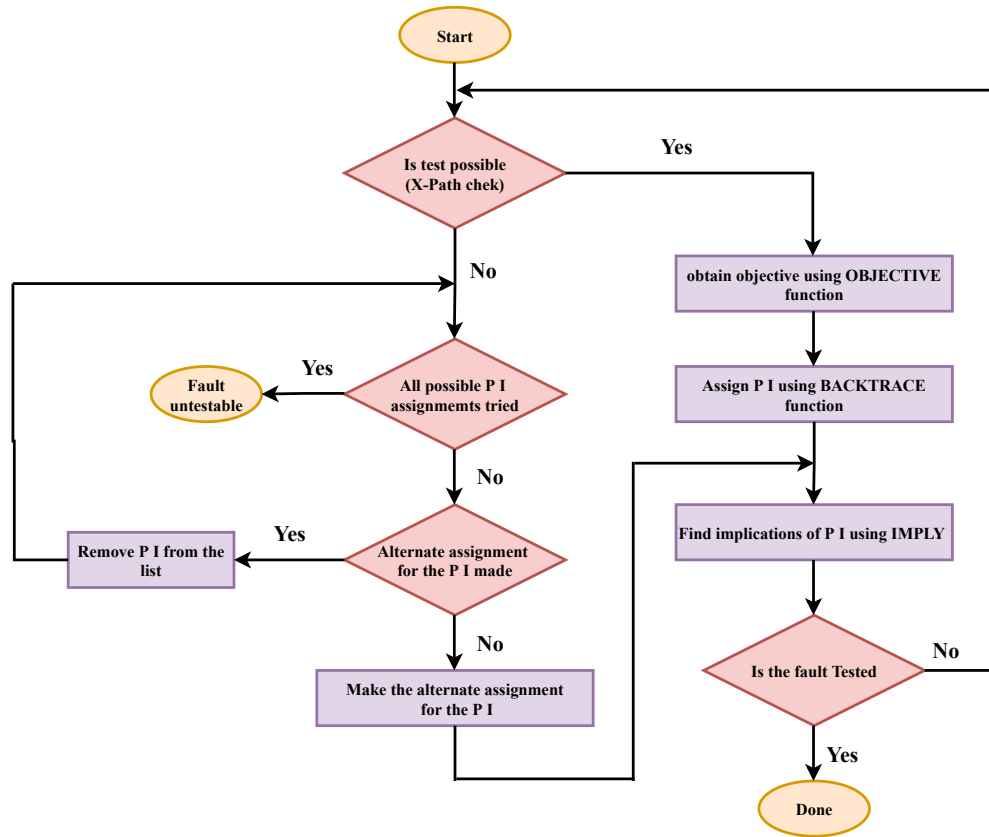 Start
Is test possible
(X-Path chek)
Yes
No
obtain objective using OBJECTIVE
function
All possible P I
assignmemts tried
Yes
Fault
untestable
Assign P I using BACKTRACE
function
No
Alternate assignment
for the P I made
Yes
Remove P I from the
list
Find implications of P I using IMPLY
No
Make the alternate assignment
for the P I
Is the fault Tested
No
Yes
Done